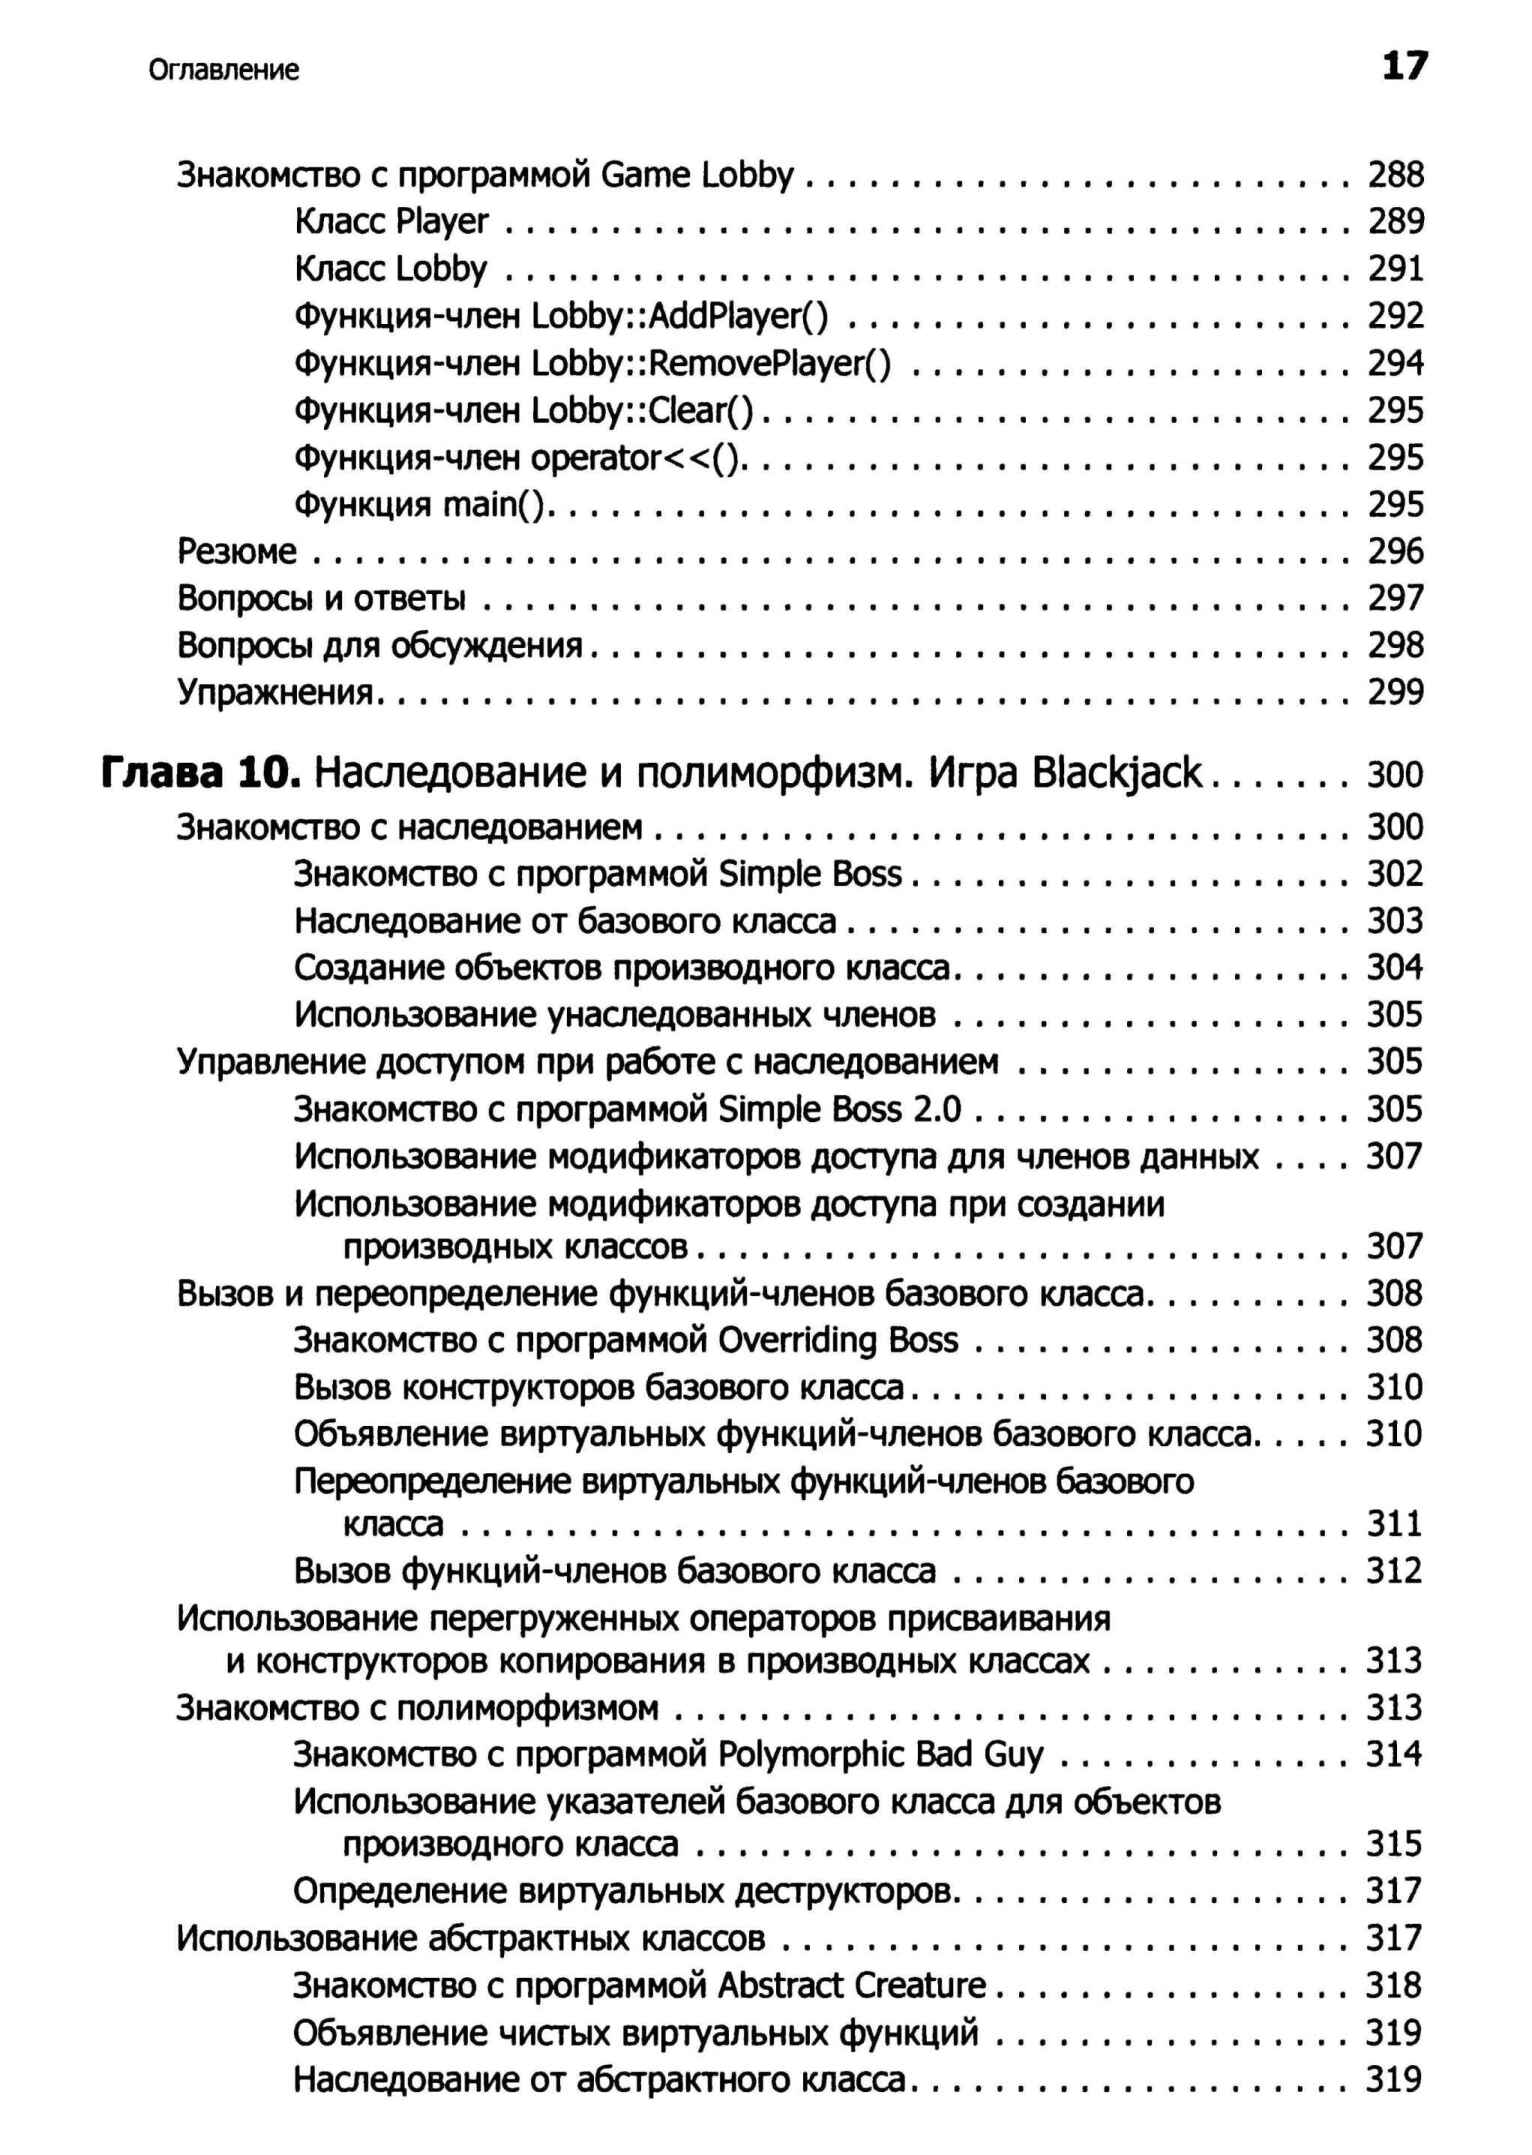 Оглавление 17
Знакомство с программой Game Lobby . . . . . . . . . . . . . . . . . . . . . . . . . . 288
Класс Player . . . . . . . . . . . . . . . . . . . . . . . . . . . . . . . . . . . . . . . . 289
Класс Lobby . . . . . . . . . . . . . . . . . . . . . . . . . . . . . . . . . . . . . . . . 291
Функция-член Lobby::AddPlayer() . . . . . . . . . . . . . . . . . . . . . . . . 292
Функция-член Lobby::RemovePlayer() . . . . . . . . . . . . . . . . . . . . . 294
Функция-член Lobby::Clear() . . . . . . . . . . . . . . . . . . . . . . . . . . . . 295
Функция-член operator<<(). . . . . . . . . . . . . . . . . . . . . . . . . . . . . 295
Функция main(). . . . . . . . . . . . . . . . . . . . . . . . . . . . . . . . . . . . . . 295
Резюме . . . . . . . . . . . . . . . . . . . . . . . . . . . . . . . . . . . . . . . . . . . . . . . . . 296
Вопросы и ответы . . . . . . . . . . . . . . . . . . . . . . . . . . . . . . . . . . . . . . . . . 297
Вопросы для обсуждения . . . . . . . . . . . . . . . . . . . . . . . . . . . . . . . . . . . . 298
Упражнения. . . . . . . . . . . . . . . . . . . . . . . . . . . . . . . . . . . . . . . . . . . . . . 299
Глава 10. Наследование и полиморфизм. Игра Blackjack . . . . . . . 300
Знакомство с наследованием . . . . . . . . . . . . . . . . . . . . . . . . . . . . . . . . . 300
Знакомство с программой Simple Boss . . . . . . . . . . . . . . . . . . . . . 302
Наследование от базового класса . . . . . . . . . . . . . . . . . . . . . . . . 303
Создание объектов производного класса. . . . . . . . . . . . . . . . . . . 304
Использование унаследованных членов . . . . . . . . . . . . . . . . . . . 305
Управление доступом при работе с наследованием . . . . . . . . . . . . . . . . 305
Знакомство с программой Simple Boss 2.0 . . . . . . . . . . . . . . . . . . 305
Использование модификаторов доступа для членов данных . . . . 307
Использование модификаторов доступа при создании
производных классов . . . . . . . . . . . . . . . . . . . . . . . . . . . . . . . 307
Вызов и переопределение функций-членов базового класса. . . . . . . . . . 308
Знакомство с программой Overriding Boss . . . . . . . . . . . . . . . . . . 308
Вызов конструкторов базового класса . . . . . . . . . . . . . . . . . . . . . 310
Объявление виртуальных функций-членов базового класса. . . . . 310
Переопределение виртуальных функций-членов базового
класса . . . . . . . . . . . . . . . . . . . . . . . . . . . . . . . . . . . . . . . . . . 311
Вызов функций-членов базового класса . . . . . . . . . . . . . . . . . . . 312
Использование перегруженных операторов присваивания
и конструкторов копирования в производных классах . . . . . . . . . . . . 313
Знакомство с полиморфизмом . . . . . . . . . . . . . . . . . . . . . . . . . . . . . . . . 313
Знакомство с программой Polymorphic Bad Guy . . . . . . . . . . . . . . 314
Использование указателей базового класса для объектов
производного класса . . . . . . . . . . . . . . . . . . . . . . . . . . . . . . . 315
Определение виртуальных деструкторов. . . . . . . . . . . . . . . . . . . 317
Использование абстрактных классов . . . . . . . . . . . . . . . . . . . . . . . . . . . 317
Знакомство с программой Abstract Creature . . . . . . . . . . . . . . . . . 318
Объявление чистых виртуальных функций . . . . . . . . . . . . . . . . . 319
Наследование от абстрактного класса. . . . . . . . . . . . . . . . . . . . . 319